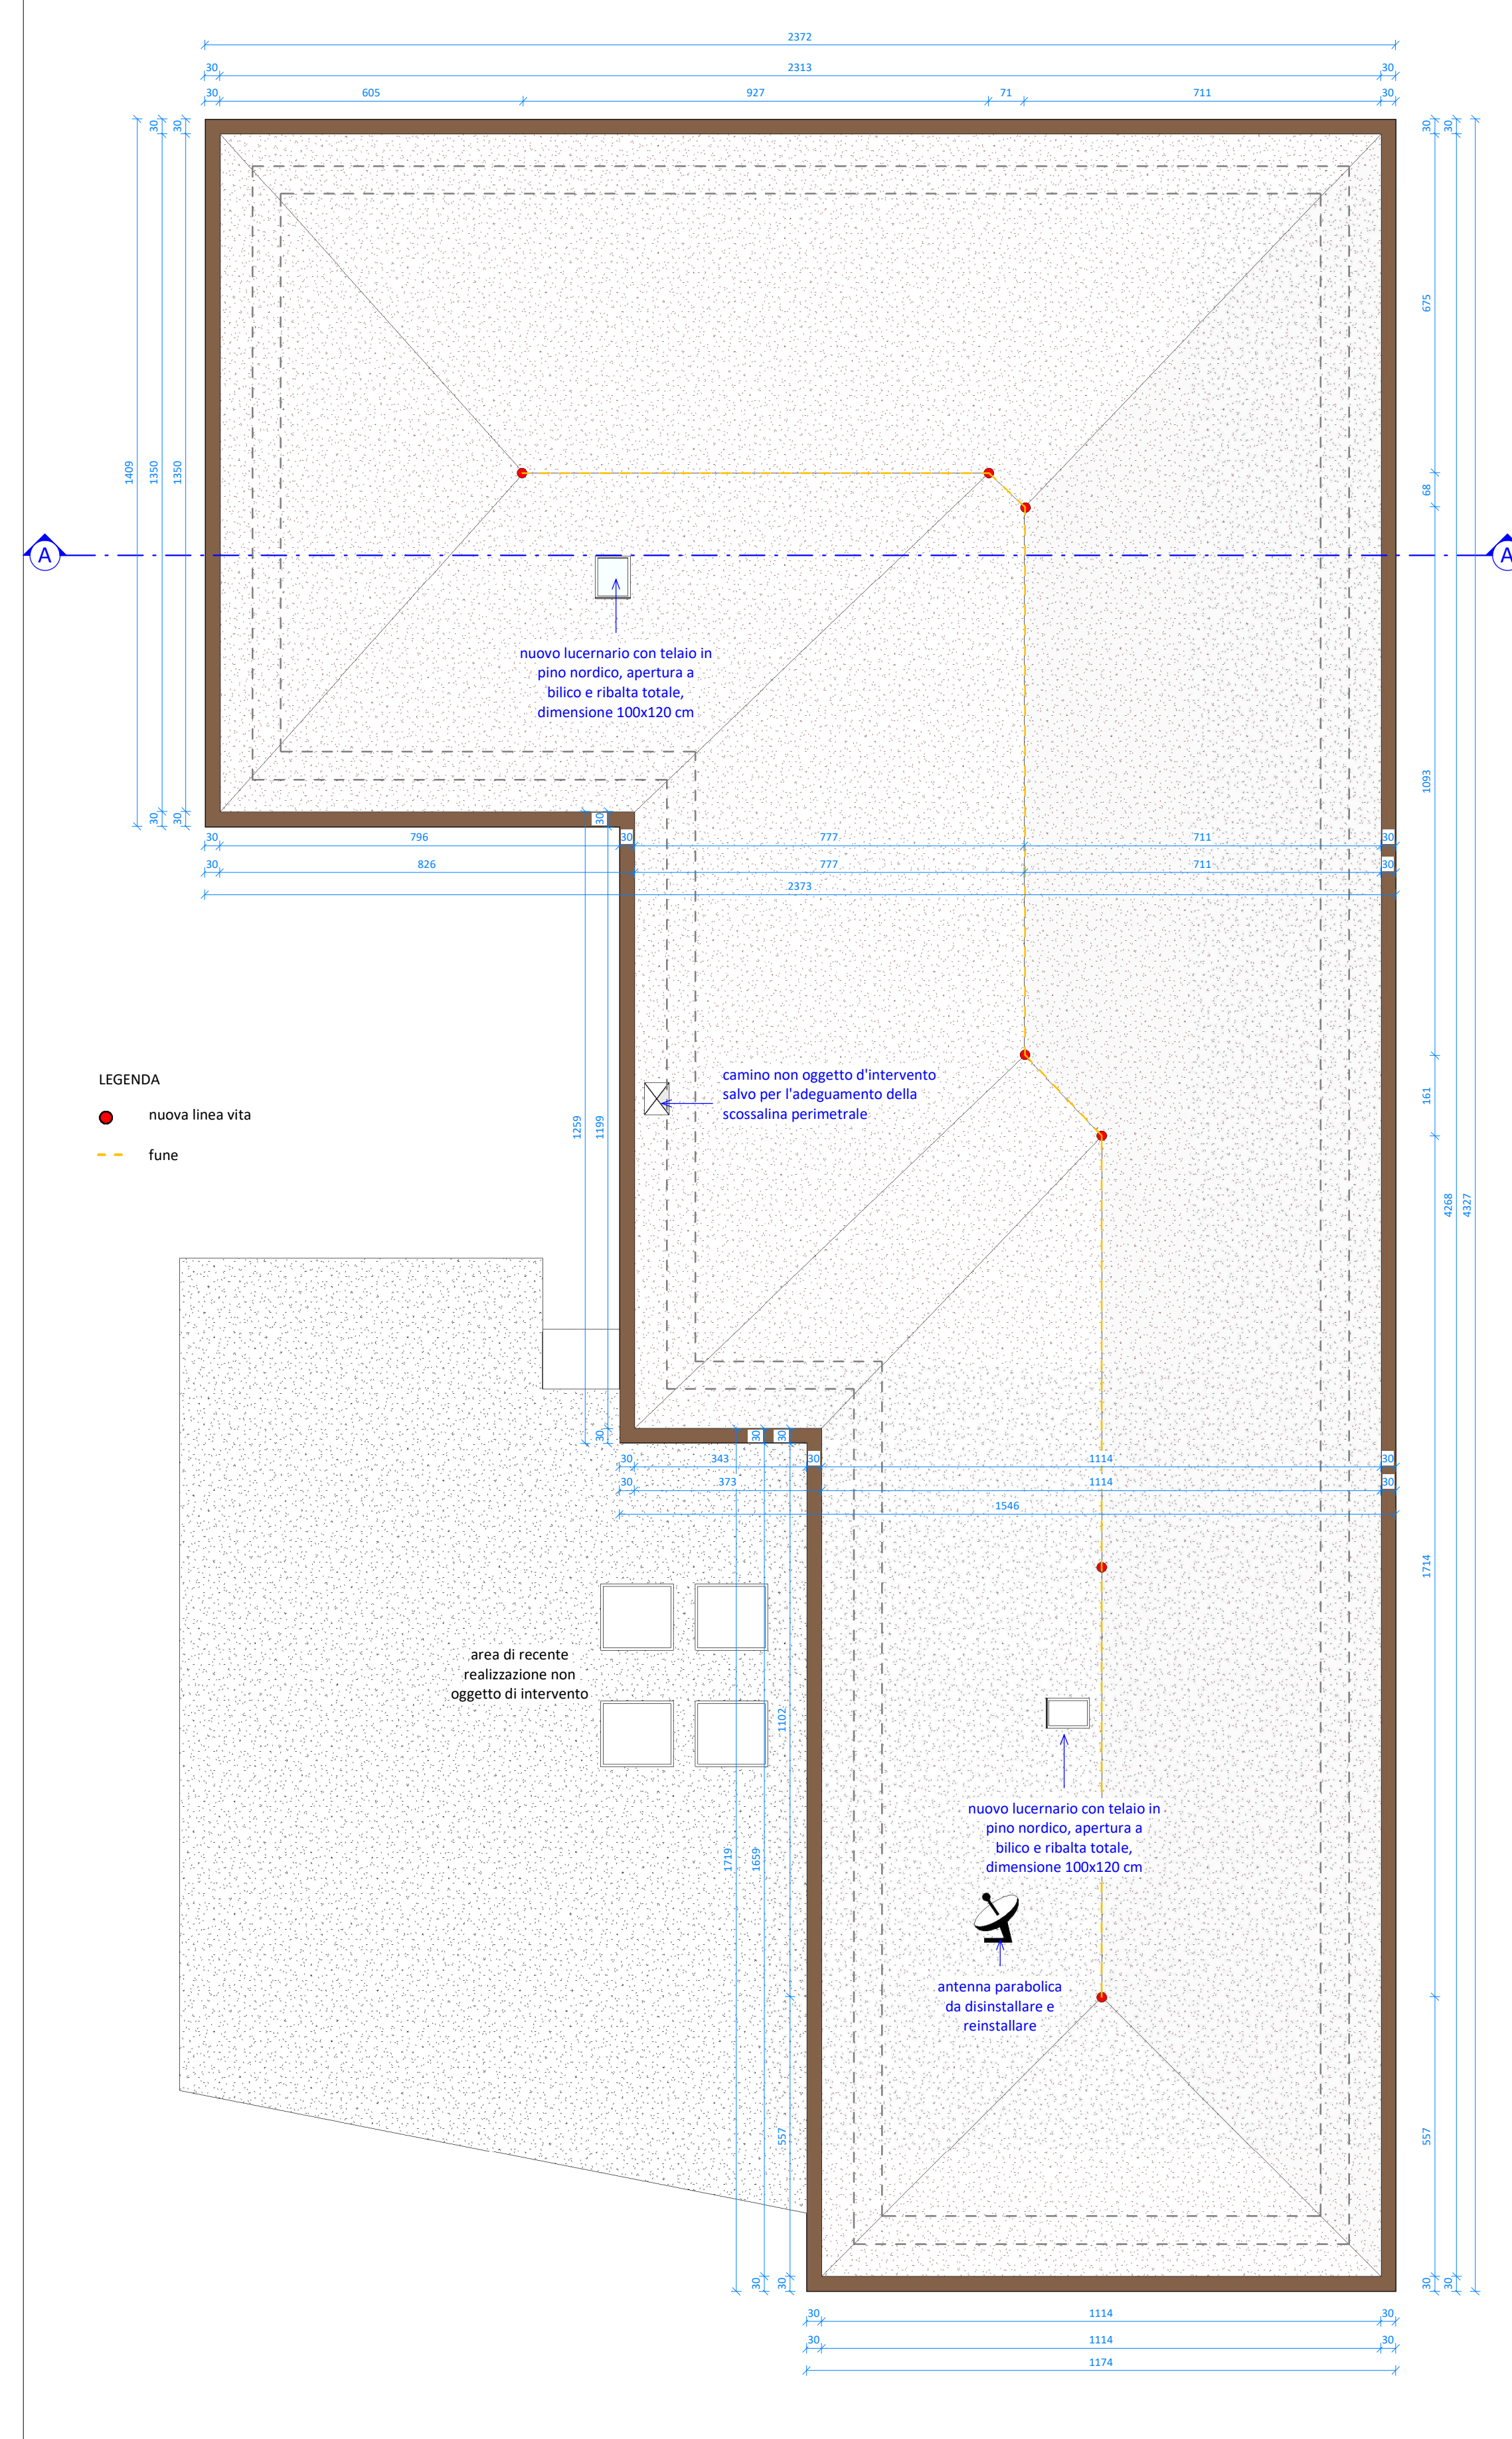 2372
30 2313 30
30 605 927 71 711 30
30 30
30
30
30
675
1409
1350
1350
68
A
A
nuovo lucernario con telaio in
pino nordico, apertura a
bilico e ribalta totale,
dimensione 100x120 cm
1093
30
30
30
30 796 30 777 711 30
30 826 777 711 30
2373
LEGENDA
nuova linea vita
fune
camino non oggetto d'intervento
salvo per l'adeguamento della
scossalina perimetrale
161
1259
1199
4268
4327
30
30
30
30 343 30 1114 30
30 373 1114 30
1546
1714
area di recente
realizzazione non
oggetto di intervento
1102
nuovo lucernario con telaio in
pino nordico, apertura a
bilico e ribalta totale,
dimensione 100x120 cm
1719
1659
antenna parabolica
da disinstallare e
reinstallare
557
557
30
30
30
30
30 1114 30
30 1114 30
1174